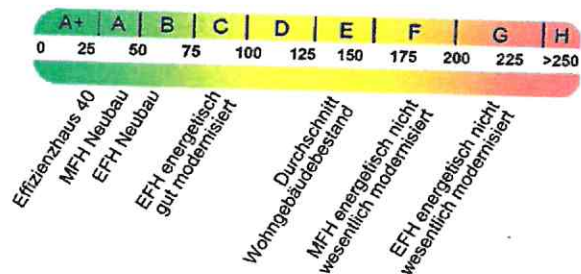 A+ A B C D E F G H
0 25 50 75 100 125 150 175 200 225 >250
Effizienzhaus 40
MFH Neubau
EFH Neubau
EFH energetisch
gut modernisiert
Durchschnitt
Wohngebäudebestand
MFH energetisch nicht
wesentlich modernisiert
EFH energetisch nicht
wesentlich modernisiert